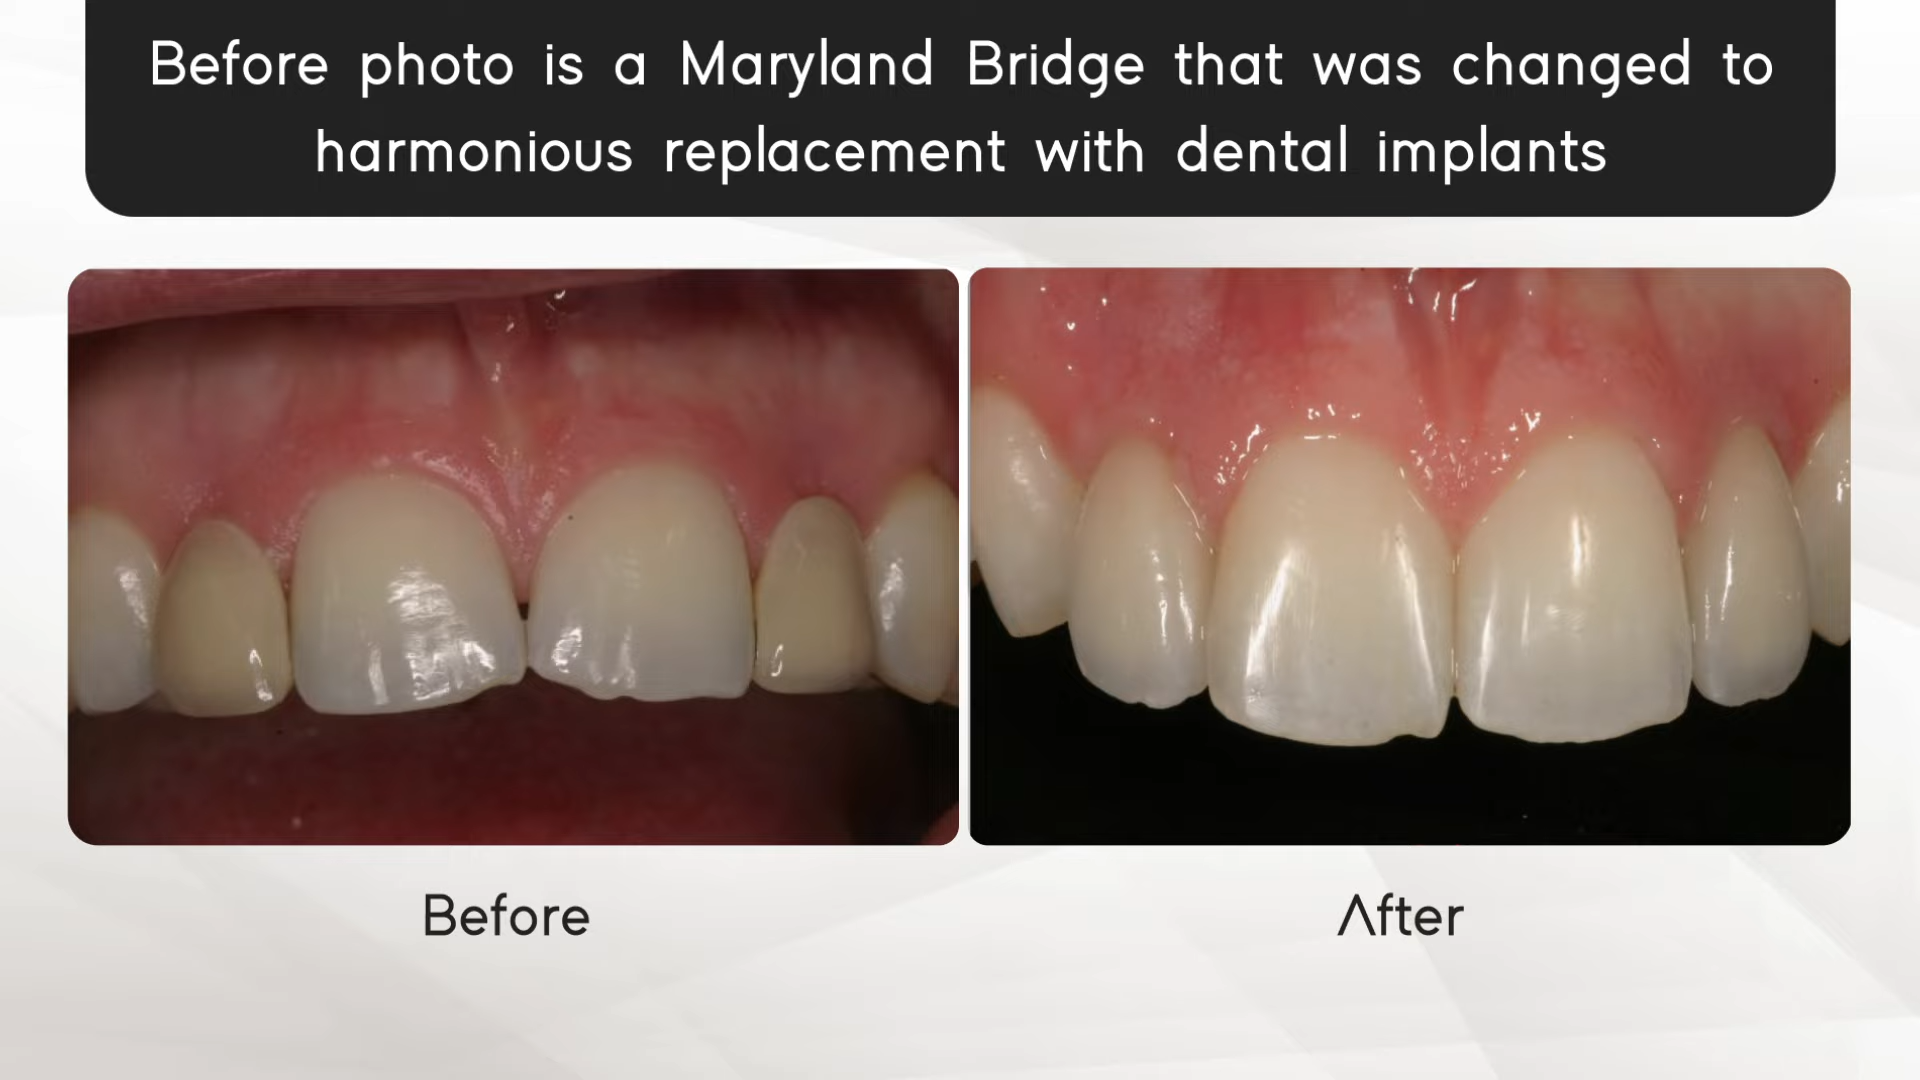 Before photo is a Maryland Bridge that was changed to
harmonious replacement with dental implants
Before
After